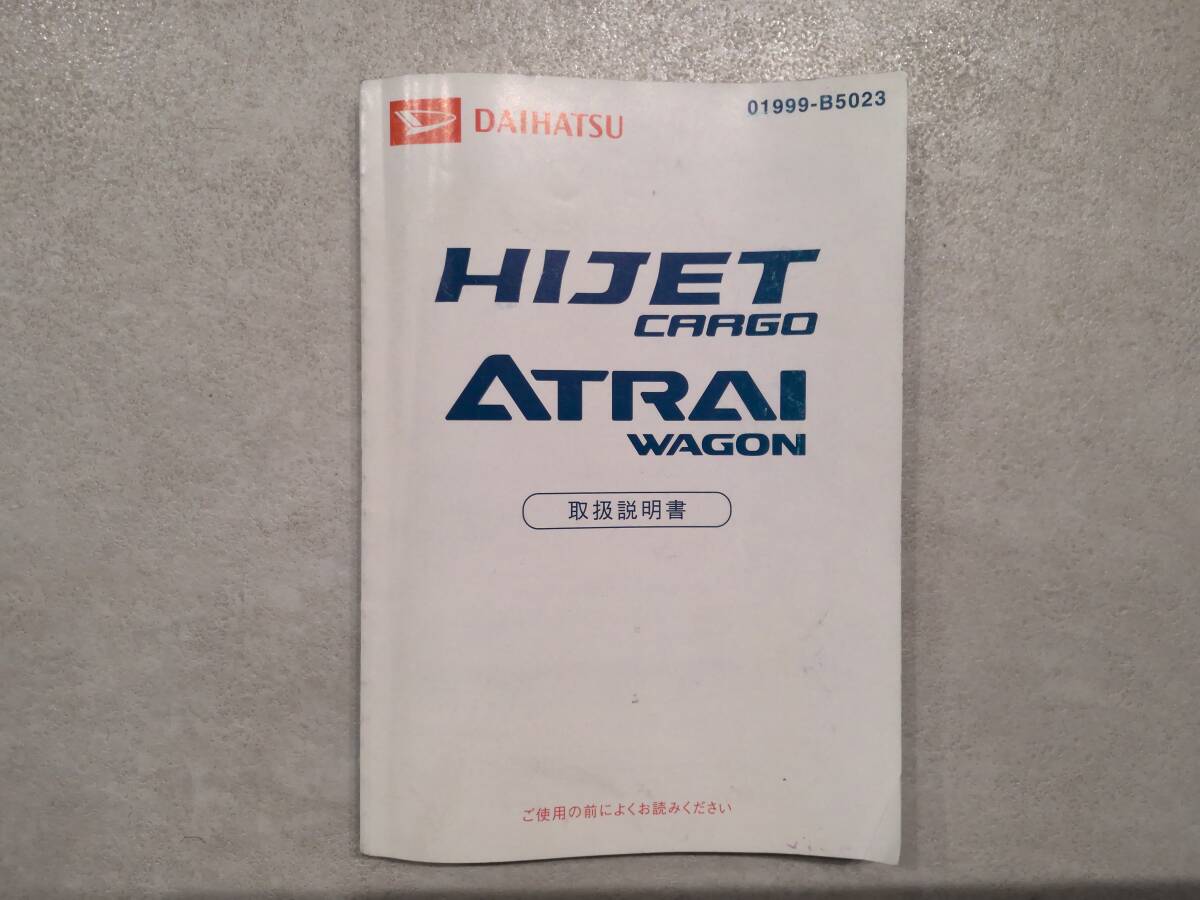 DAIHATSU
01999-B5023
HIJET
CARGO
ATRAI
WAGON
取扱説明書
ご使用の前によくお読みください